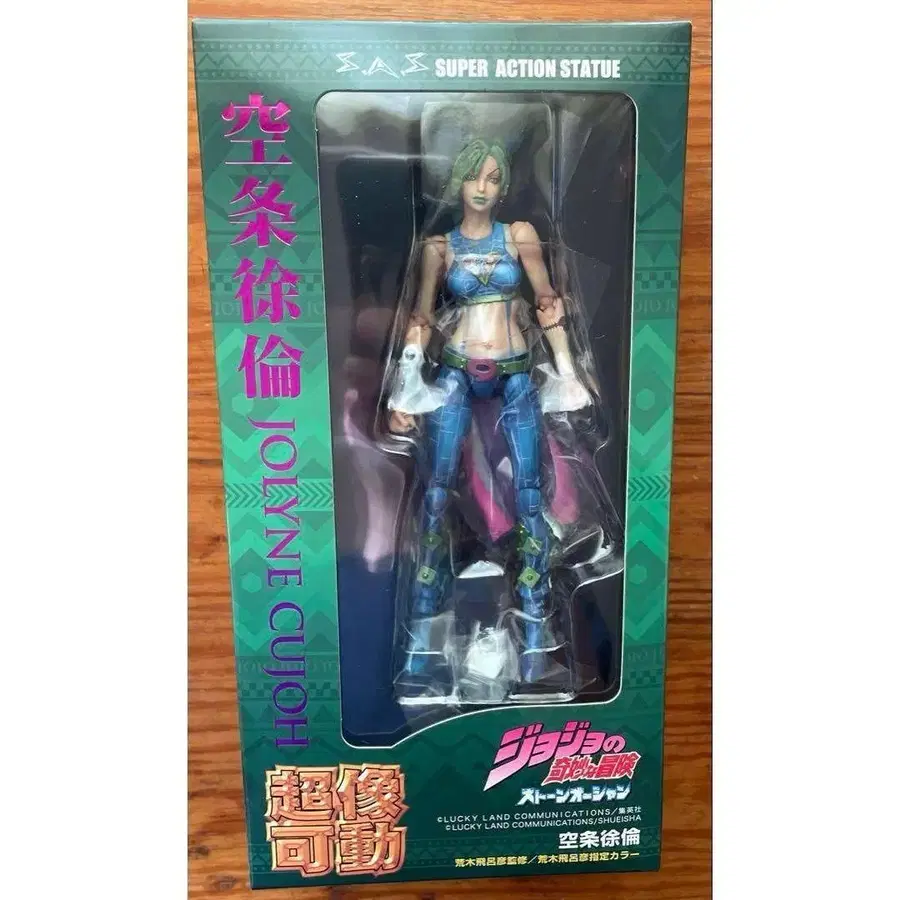 S.A.S SUPER ACTION STATUE
空条徐倫 JOLYNE CUJOH
超像
可動
ジョジョの
奇妙な冒険
ストーンオーシャン
©LUCKY LAND COMMUNICATIONS/集英社
©LUCKY LAND COMMUNICATIONS/SHUEISHA
空条徐倫
荒木飛呂彦監修/荒木飛呂彦指定カラー